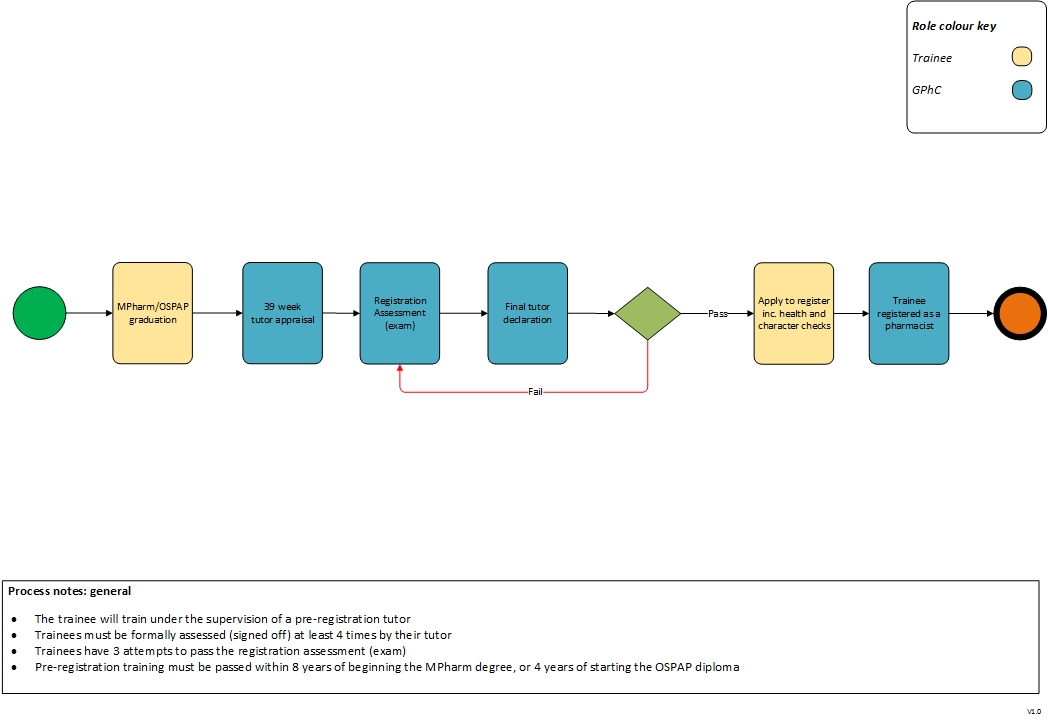 Role colour key
Trainee
GPhC
MPharm/OSPAP
graduation
39 week
tutor appraisal
Registration
Assessment
(exam)
Final tutor
declaration
Pass
Apply to register
inc. health and
character checks
Trainee
registered as a
pharmacist
Fail
Process notes: general
• The trainee will train under the supervision of a pre-registration tutor
• Trainees must be formally assessed (signed off) at least 4 times by their tutor
• Trainees have 3 attempts to pass the registration assessment (exam)
• Pre-registration training must be passed within 8 years of beginning the MPharm degree, or 4 years of starting the OSPAP diploma
V1.0